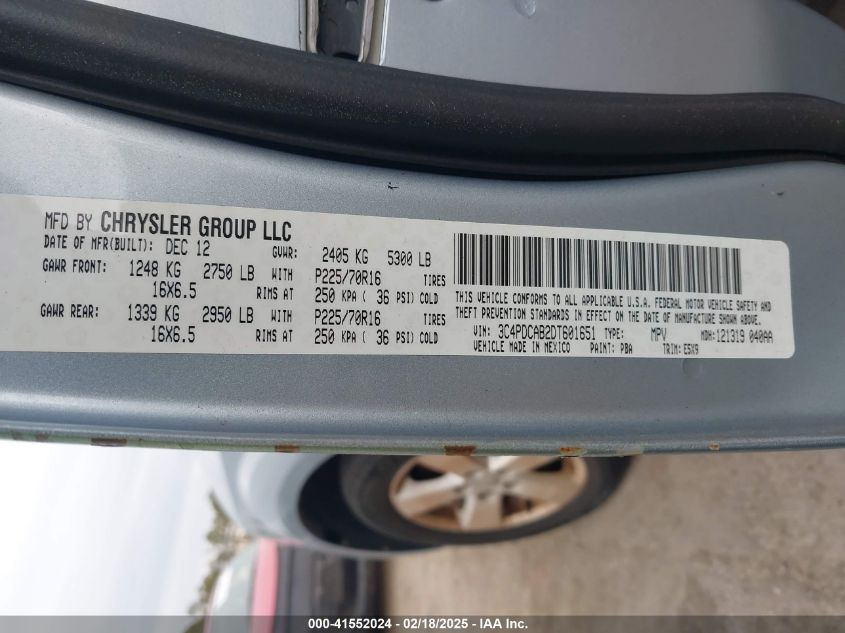 MFD BY CHRYSLER GROUP LLC
DATE OF MFR(BUILT): DEC 12 GVWR: 2405 KG 5300 LB
GAWR FRONT: 1248 KG 2750 LB WITH P225/70R16 TIRES
16X6.5 RIMS AT 250 KPA ( 36 PSI) COLD
GAWR REAR: 1339 KG 2950 LB WITH P225/70R16 TIRES
16X6.5 RIMS AT 250 KPA ( 36 PSI) COLD
THIS VEHICLE CONFORMS TO ALL APPLICABLE U.S.A. FEDERAL MOTOR VEHICLE SAFETY AND
THEFT PREVENTION STANDARDS IN EFFECT ON THE DATE OF MANUFACTURE SHOWN ABOVE.
VIN: 3C4PDCAB2DT601651 TYPE: MPV MDH:121319 040AA
VEHICLE MADE IN MEXICO PAINT: PBA TRIM: E5X9
000-41552024 - 02/18/2025 - IAA Inc.